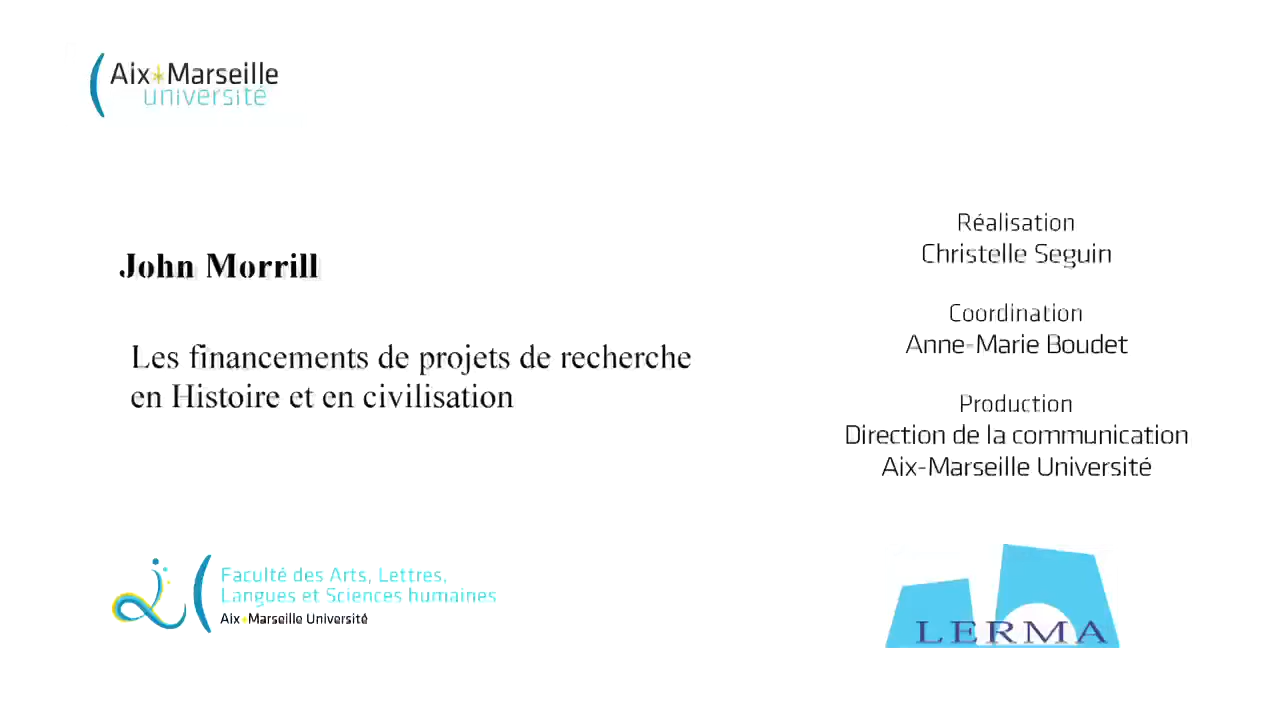 Aix Marseille
université
John Morrill
Les financements de projets de recherche
en Histoire et en civilisation
Réalisation
Christelle Seguin
Coordination
Anne-Marie Boudet
Production
Direction de la communication
Aix-Marseille Université
Faculté des Arts, Lettres,
Langues et Sciences humaines
Aix Marseille Université
LERMA